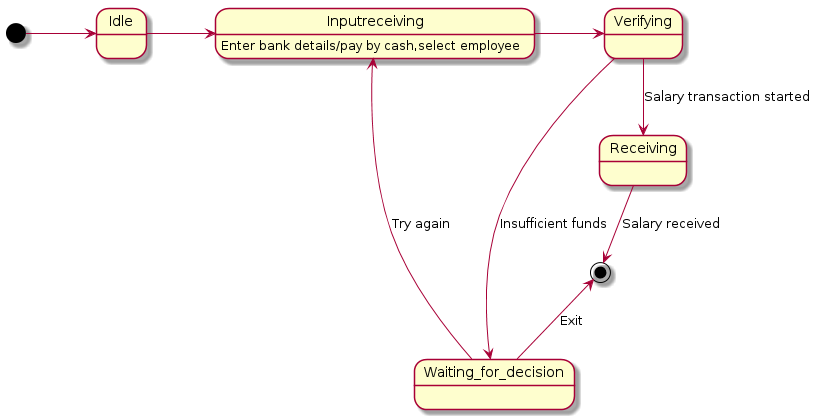 Idle
Inputreceiving
Enter bank details/pay by cash,select employee
Verifying
Salary transaction started
Receiving
Try again
Insufficient funds
Salary received
Exit
Waiting_for_decision